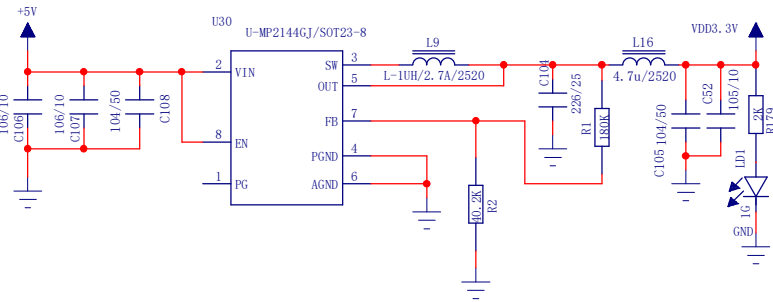 +5V
U30
U-MP2144GJ/SOT23-8
VDD3.3V
L9
L16
2
VIN
SW
3
OUT
5
L-1UH/2.7A/2520
4.7u/2520
106/10
C106
106/10
C107
104/50
C108
8
EN
FB
7
C104
226/25
R1
180K
C105
104/50
C52
105/10
2K
R179
PGND
4
1
PG
AGND
6
40.2K
R2
LD1
1G
GND